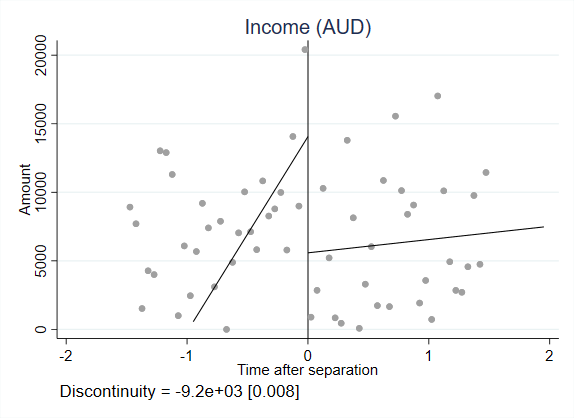 Income (AUD)
20000
15000
10000
5000
0
Amount
-2
-1
0
1
2
Time after separation
Discontinuity = -9.2e+03 [0.008]